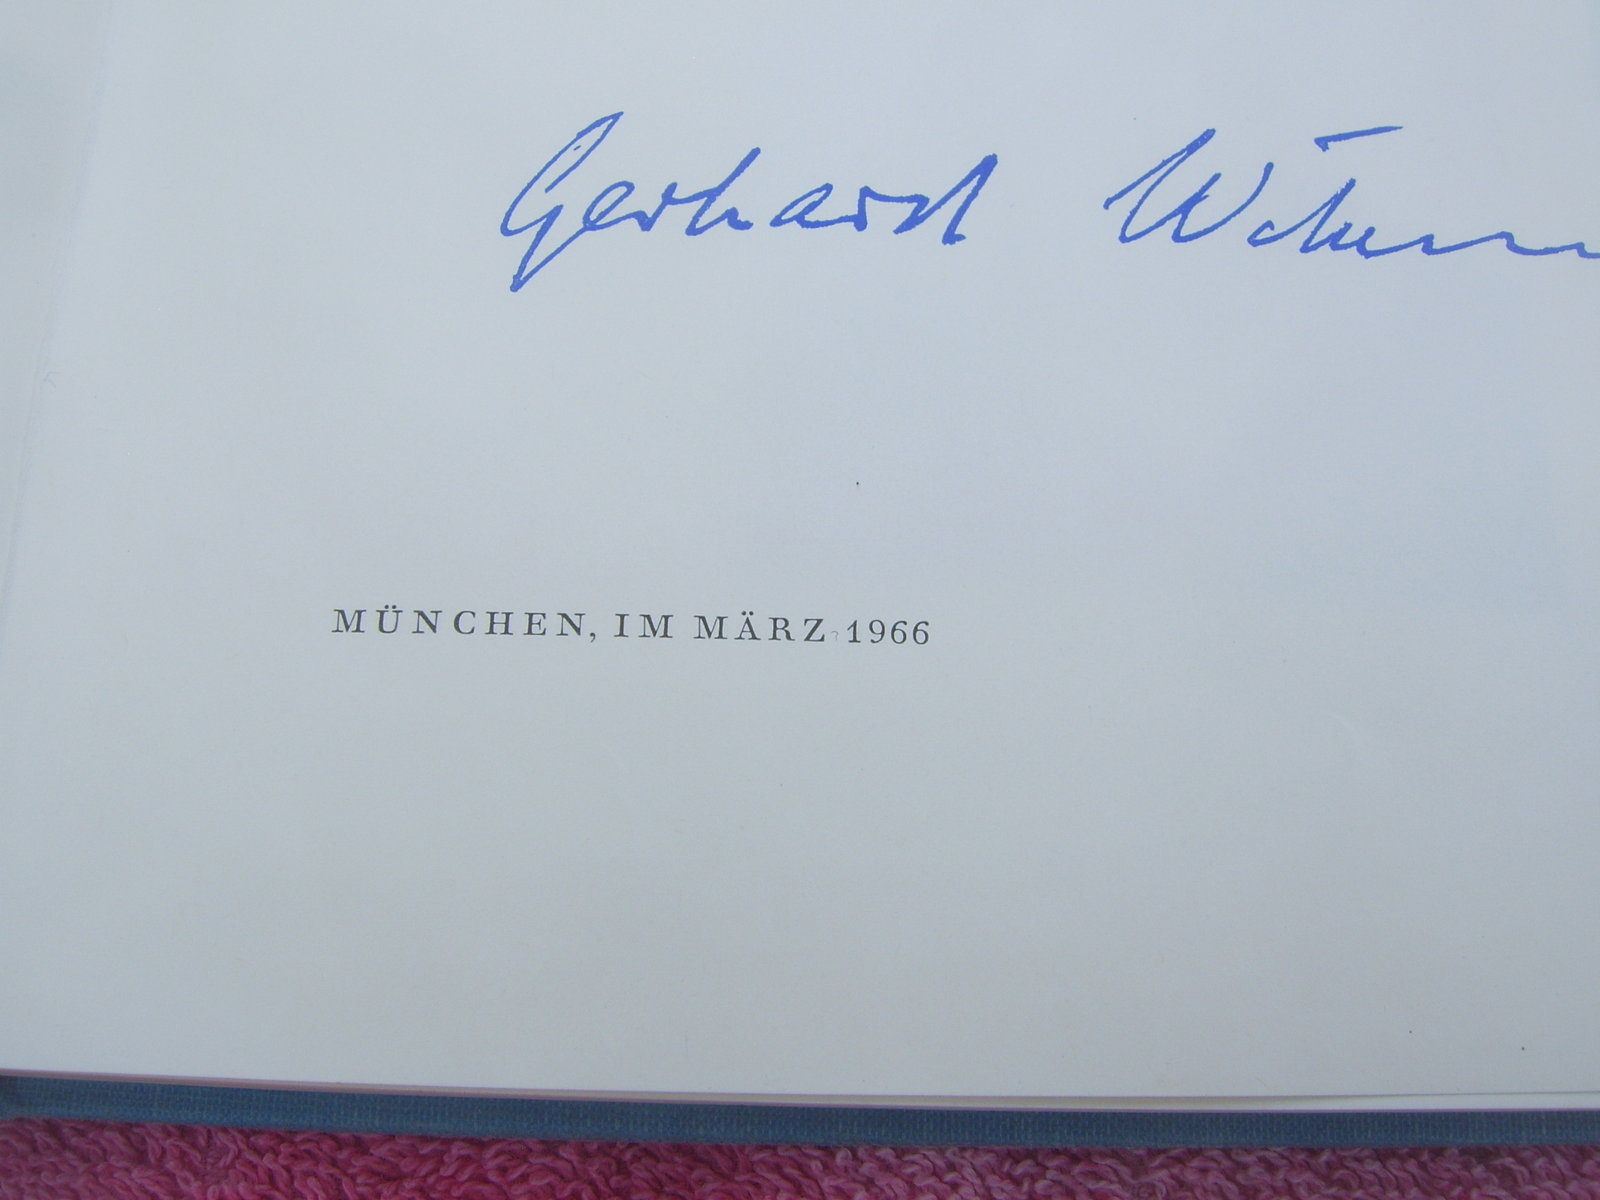 Gerhard
MÜNCHEN, IM MÄRZ 1966